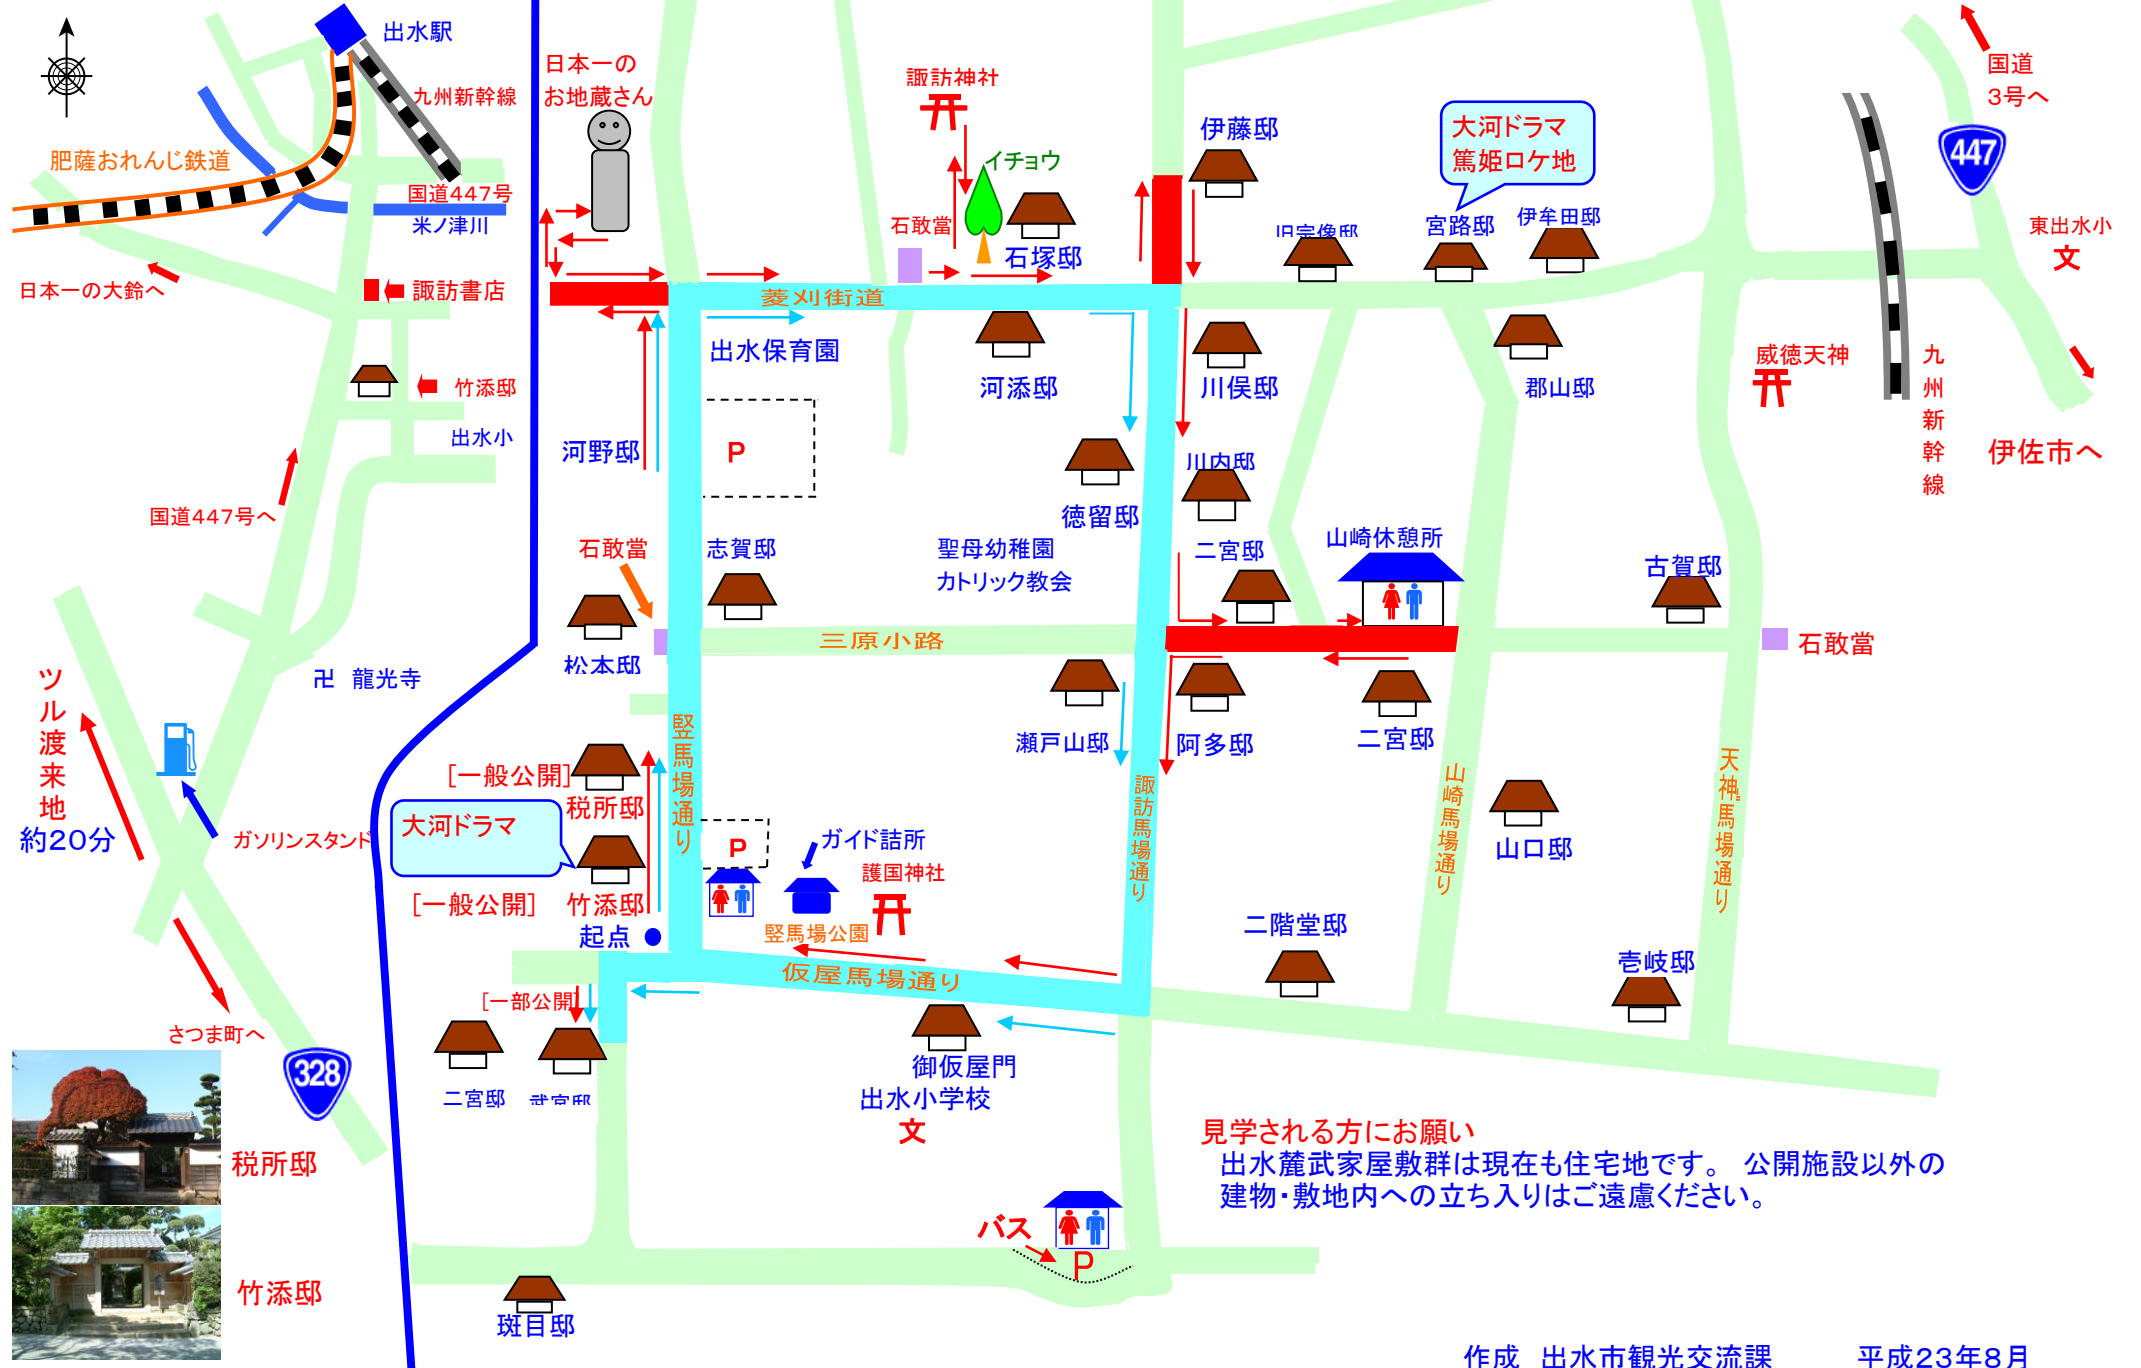 出水駅
九州新幹線
肥薩おれんじ鉄道
国道447号
米ノ津川
日本一の
お地蔵さん
諏訪神社
イチョウ
石敢當
石塚邸
伊藤邸
大河ドラマ
篤姫ロケ地
旧宗像邸
宮路邸
伊牟田邸
国道
3号へ
447
東出水小
文
日本一の大鈴へ
諏訪書店
菱刈街道
出水保育園
河添邸
川俣邸
郡山邸
威徳天神
九州新幹線
伊佐市へ
竹添邸
出水小
河野邸
P
徳留邸
川内邸
国道447号へ
石敢當
志賀邸
聖母幼稚園
カトリック教会
二宮邸
山崎休憩所
古賀邸
松本邸
三原小路
石敢當
卍 龍光寺
ツル渡来地
約20分
瀬戸山邸
阿多邸
二宮邸
竪馬場通り
諏訪馬場通り
山崎馬場通り
天神馬場通り
[一般公開]
税所邸
大河ドラマ
ガソリンスタンド
P
ガイド詰所
護国神社
山口邸
[一般公開]
竹添邸
起点
竪馬場公園
仮屋馬場通り
二階堂邸
壱岐邸
[一部公開]
さつま町へ
328
二宮邸
武宮邸
御仮屋門
出水小学校
文
税所邸
竹添邸
見学される方にお願い
出水麓武家屋敷群は現在も住宅地です。 公開施設以外の
建物・敷地内への立ち入りはご遠慮ください。
バス
P
斑目邸
作成 出水市観光交流課 平成23年8月